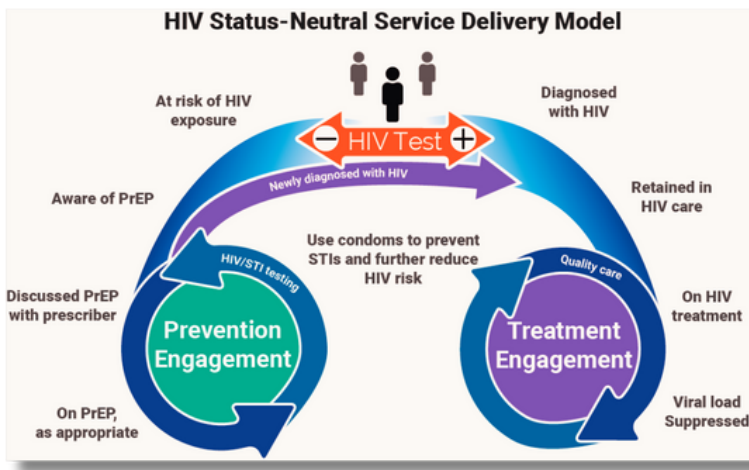 HIV Status-Neutral Service Delivery Model
At risk of HIV
exposure
Diagnosed
with HIV
− HIV Test +
Newly diagnosed with HIV
Aware of PrEP
Retained in
HIV care
Use condoms to prevent
STIs and further reduce
HIV risk
HIV/STI testing
Quality care
Discussed PrEP
with prescriber
Prevention
Engagement
Treatment
Engagement
On HIV
treatment
On PrEP,
as appropriate
Viral load
Suppressed